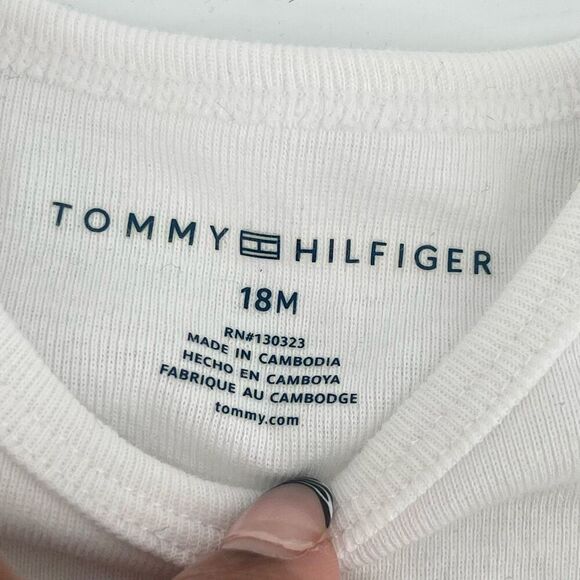 TOMMY HILFIGER
18M
RN#130323
MADE IN CAMBODIA
HECHO EN CAMBOYA
FABRIQUE AU CAMBODGE
tommy.com